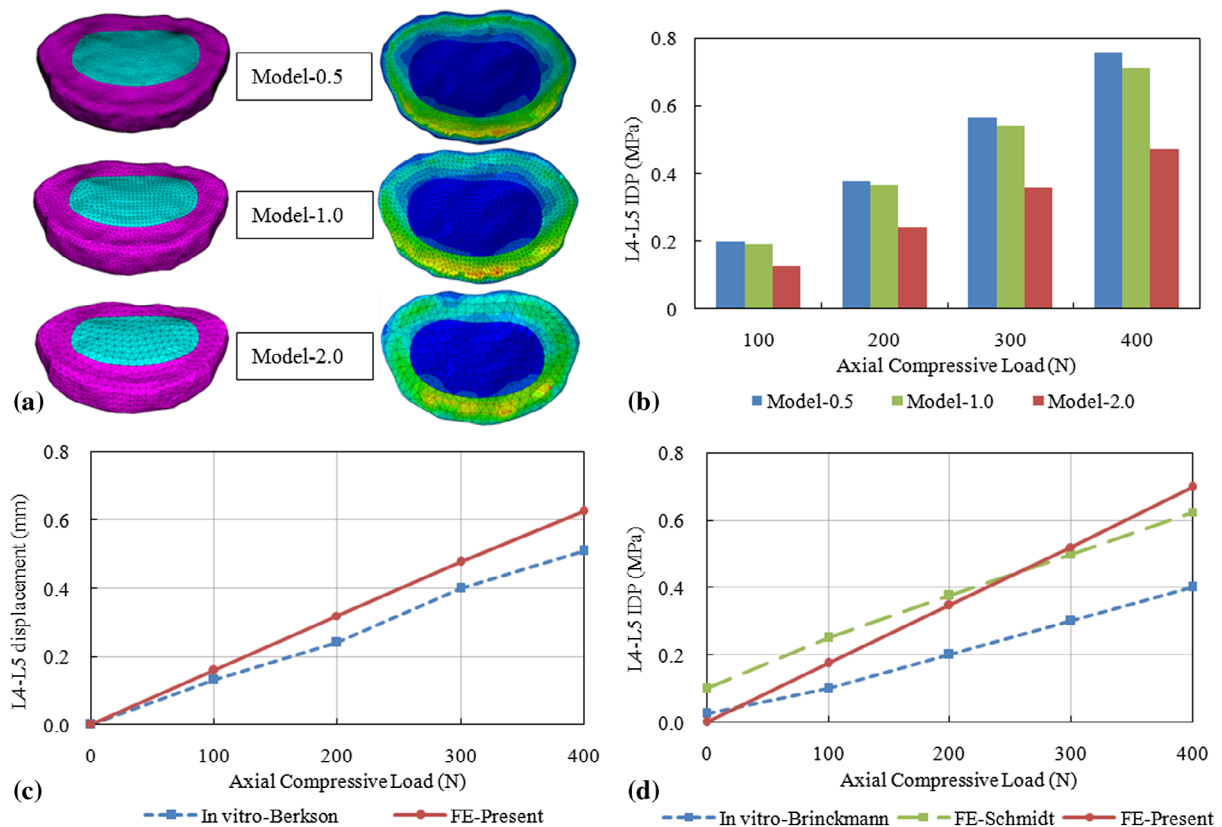 Model-0.5
Model-1.0
Model-2.0
(a)
0.8
0.6
0.4
0.2
0
L4-L5 IDP (MPa)
100 200 300 400
Axial Compressive Load (N)
(b)
Model-0.5 Model-1.0 Model-2.0
0.8
0.6
0.4
0.2
0.0
L4-L5 displacement (mm)
0 100 200 300 400
Axial Compressive Load (N)
(c)
In vitro-Berkson FE-Present
0.8
0.6
0.4
0.2
0.0
L4-L5 IDP (MPa)
0 100 200 300 400
Axial Compressive Load (N)
(d)
In vitro-Brinckmann FE-Schmidt FE-Present